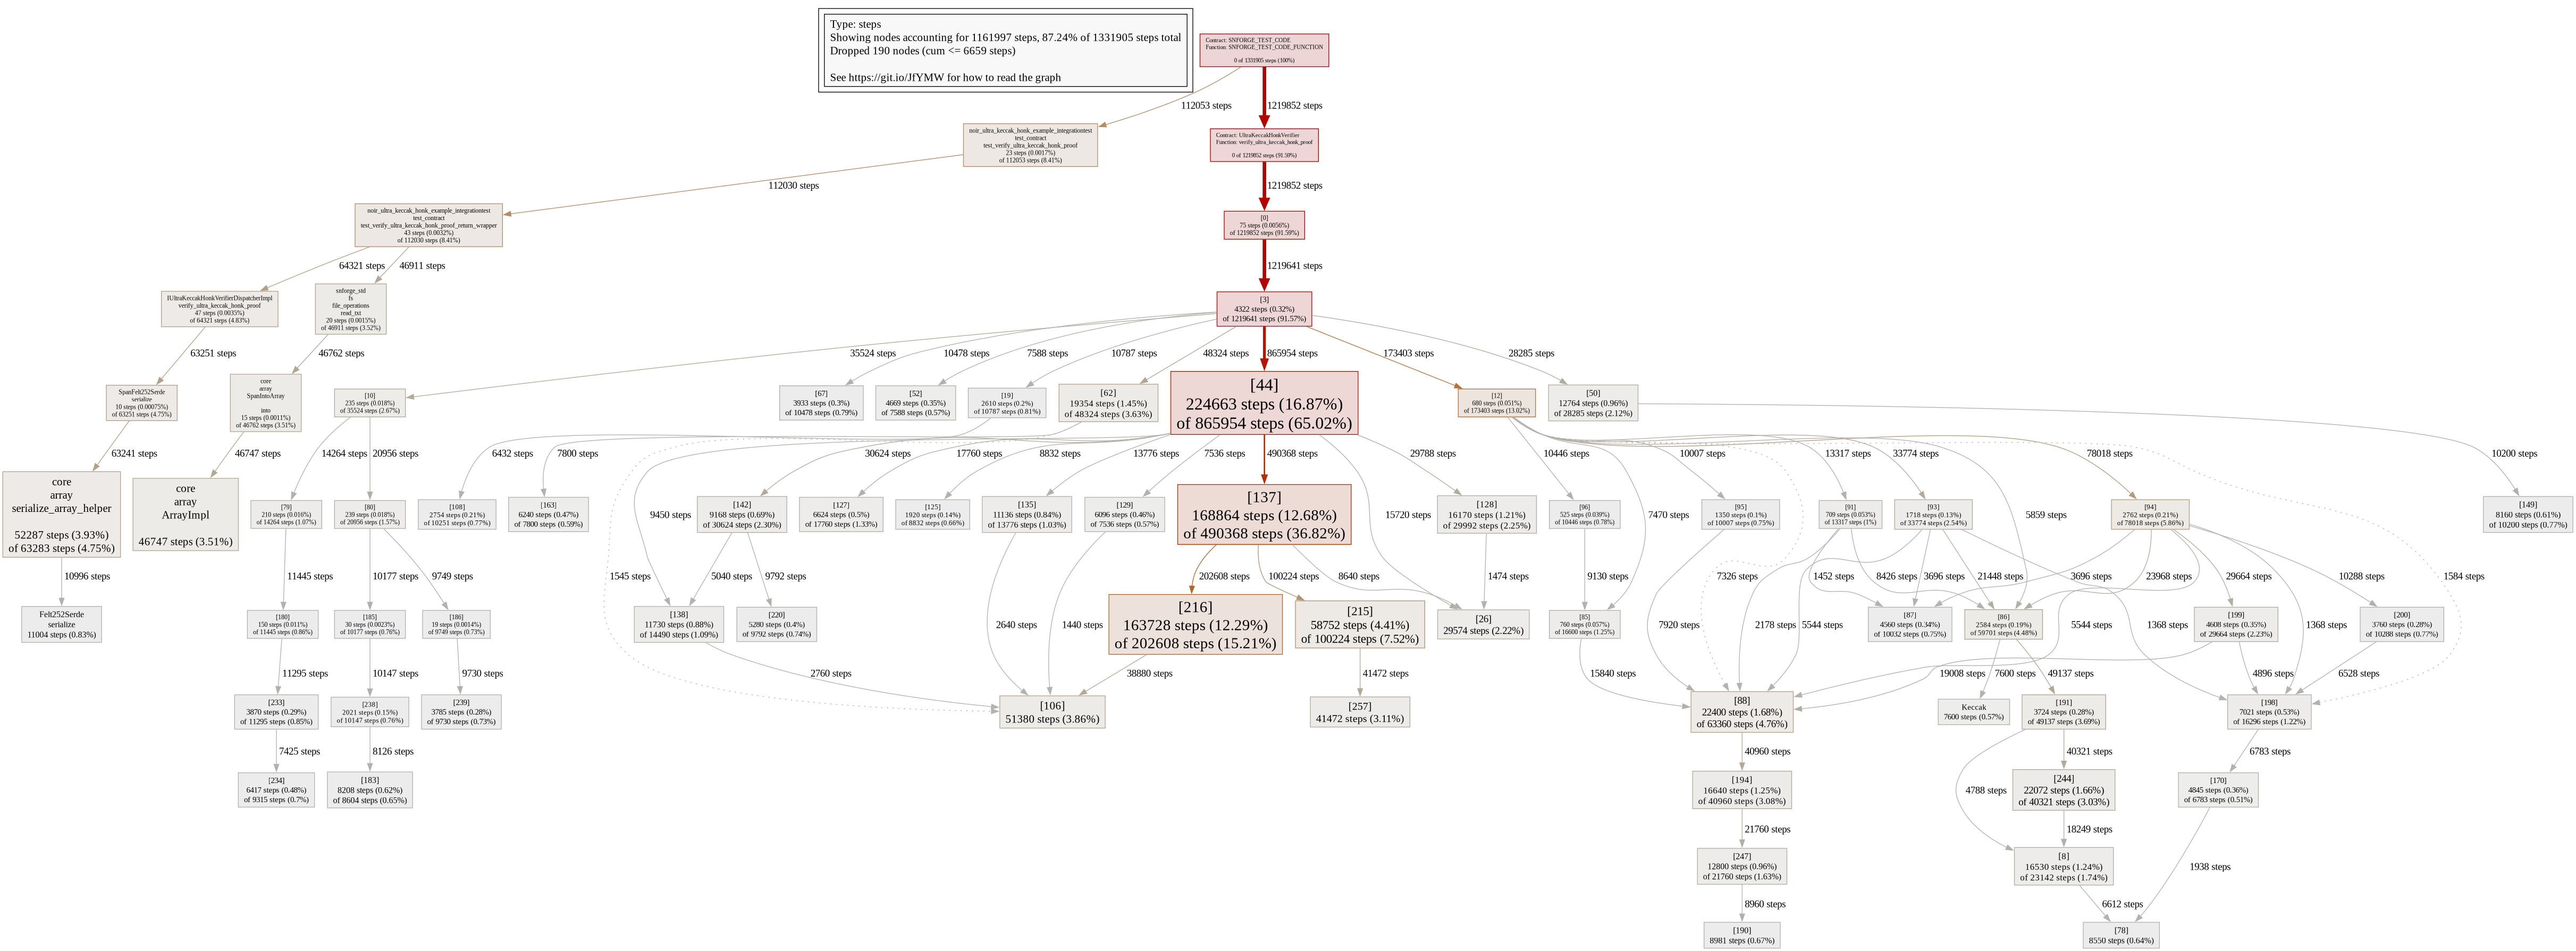 Type: steps
Showing nodes accounting for 1161997 steps, 87.24% of 1331905 steps total
Dropped 190 nodes (cum <= 6659 steps)
See https://git.io/JfYMW for how to read the graph
Contract: SNFORGE_TEST_CODE
Function: SNFORGE_TEST_CODE_FUNCTION
0 of 1331905 steps (100%)
112053 steps
1219852 steps
noir_ultra_keccak_honk_example_integrationtest
test_contract
test_verify_ultra_keccak_honk_proof
23 steps (0.0017%)
of 112053 steps (8.41%)
Contract: UltraKeccakHonkVerifier
Function: verify_ultra_keccak_honk_proof
0 of 1219852 steps (91.59%)
112030 steps
1219852 steps
noir_ultra_keccak_honk_example_integrationtest
test_contract
test_verify_ultra_keccak_honk_proof_return_wrapper
43 steps (0.0032%)
of 112030 steps (8.41%)
[0]
75 steps (0.0056%)
of 1219852 steps (91.59%)
64321 steps
46911 steps
1219641 steps
IUltraKeccakHonkVerifierDispatcherImpl
verify_ultra_keccak_honk_proof
47 steps (0.0035%)
of 64321 steps (4.83%)
snforge_std
fs
file_operations
read_txt
20 steps (0.0015%)
of 46911 steps (3.52%)
[3]
4322 steps (0.32%)
of 1219641 steps (91.57%)
63251 steps
46762 steps
35524 steps
10478 steps
7588 steps
10787 steps
48324 steps
865954 steps
173403 steps
28285 steps
SpanFelt252Serde
serialize
10 steps (0.00075%)
of 63251 steps (4.75%)
core
array
SpanIntoArray
into
15 steps (0.0011%)
of 46762 steps (3.51%)
[10]
235 steps (0.018%)
of 35524 steps (2.67%)
[67]
3933 steps (0.3%)
of 10478 steps (0.79%)
[52]
4669 steps (0.35%)
of 7588 steps (0.57%)
[19]
2610 steps (0.2%)
of 10787 steps (0.81%)
[62]
19354 steps (1.45%)
of 48324 steps (3.63%)
[44]
224663 steps (16.87%)
of 865954 steps (65.02%)
[12]
680 steps (0.051%)
of 173403 steps (13.02%)
[50]
12764 steps (0.96%)
of 28285 steps (2.12%)
63241 steps
46747 steps
14264 steps
20956 steps
6432 steps
7800 steps
9450 steps
30624 steps
17760 steps
8832 steps
13776 steps
7536 steps
490368 steps
29788 steps
15720 steps
10446 steps
7470 steps
10007 steps
13317 steps
33774 steps
5859 steps
78018 steps
10200 steps
core
array
serialize_array_helper
52287 steps (3.93%)
of 63283 steps (4.75%)
core
array
ArrayImpl
46747 steps (3.51%)
[79]
210 steps (0.016%)
of 14264 steps (1.07%)
[80]
239 steps (0.018%)
of 20956 steps (1.57%)
[108]
2754 steps (0.21%)
of 10251 steps (0.77%)
[163]
6240 steps (0.47%)
of 7800 steps (0.59%)
[142]
9168 steps (0.69%)
of 30624 steps (2.30%)
[127]
6624 steps (0.5%)
of 17760 steps (1.33%)
[125]
1920 steps (0.14%)
of 8832 steps (0.66%)
[135]
11136 steps (0.84%)
of 13776 steps (1.03%)
[129]
6096 steps (0.46%)
of 7536 steps (0.57%)
[137]
168864 steps (12.68%)
of 490368 steps (36.82%)
[128]
16170 steps (1.21%)
of 29992 steps (2.25%)
[96]
525 steps (0.039%)
of 10446 steps (0.78%)
[95]
1350 steps (0.1%)
of 10007 steps (0.75%)
[91]
709 steps (0.053%)
of 13317 steps (1%)
[93]
1718 steps (0.13%)
of 33774 steps (2.54%)
[94]
2762 steps (0.21%)
of 78018 steps (5.86%)
[149]
8160 steps (0.61%)
of 10200 steps (0.77%)
10996 steps
11445 steps
10177 steps
9749 steps
1545 steps
5040 steps
9792 steps
2640 steps
1440 steps
202608 steps
100224 steps
8640 steps
1474 steps
9130 steps
7920 steps
7326 steps
2178 steps
5544 steps
1452 steps
8426 steps
3696 steps
21448 steps
3696 steps
23968 steps
5544 steps
1368 steps
29664 steps
1368 steps
10288 steps
1584 steps
Felt252Serde
serialize
11004 steps (0.83%)
[180]
150 steps (0.011%)
of 11445 steps (0.86%)
[185]
30 steps (0.0023%)
of 10177 steps (0.76%)
[186]
19 steps (0.0014%)
of 9749 steps (0.73%)
[138]
11730 steps (0.88%)
of 14490 steps (1.09%)
[220]
5280 steps (0.4%)
of 9792 steps (0.74%)
[216]
163728 steps (12.29%)
of 202608 steps (15.21%)
[215]
58752 steps (4.41%)
of 100224 steps (7.52%)
[26]
29574 steps (2.22%)
[85]
760 steps (0.057%)
of 16600 steps (1.25%)
[87]
4560 steps (0.34%)
of 10032 steps (0.75%)
[86]
2584 steps (0.19%)
of 59701 steps (4.48%)
[199]
4608 steps (0.35%)
of 29664 steps (2.23%)
[200]
3760 steps (0.28%)
of 10288 steps (0.77%)
11295 steps
10147 steps
9730 steps
2760 steps
38880 steps
41472 steps
15840 steps
19008 steps
7600 steps
49137 steps
4896 steps
6528 steps
[233]
3870 steps (0.29%)
of 11295 steps (0.85%)
[238]
2021 steps (0.15%)
of 10147 steps (0.76%)
[239]
3785 steps (0.28%)
of 9730 steps (0.73%)
[106]
51380 steps (3.86%)
[257]
41472 steps (3.11%)
[88]
22400 steps (1.68%)
of 63360 steps (4.76%)
Keccak
7600 steps (0.57%)
[191]
3724 steps (0.28%)
of 49137 steps (3.69%)
[198]
7021 steps (0.53%)
of 16296 steps (1.22%)
7425 steps
8126 steps
40960 steps
4788 steps
40321 steps
6783 steps
[234]
6417 steps (0.48%)
of 9315 steps (0.7%)
[183]
8208 steps (0.62%)
of 8604 steps (0.65%)
[194]
16640 steps (1.25%)
of 40960 steps (3.08%)
[244]
22072 steps (1.66%)
of 40321 steps (3.03%)
[170]
4845 steps (0.36%)
of 6783 steps (0.51%)
21760 steps
18249 steps
1938 steps
[247]
12800 steps (0.96%)
of 21760 steps (1.63%)
[8]
16530 steps (1.24%)
of 23142 steps (1.74%)
8960 steps
6612 steps
[190]
8981 steps (0.67%)
[78]
8550 steps (0.64%)